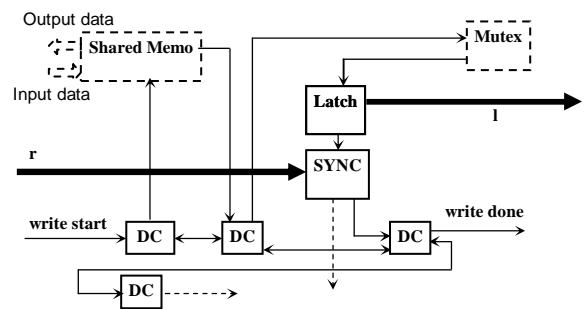 Output data
Shared Memo
Mutex
Input data
Latch
l
r
SYNC
write start
DC
DC
DC
write done
DC